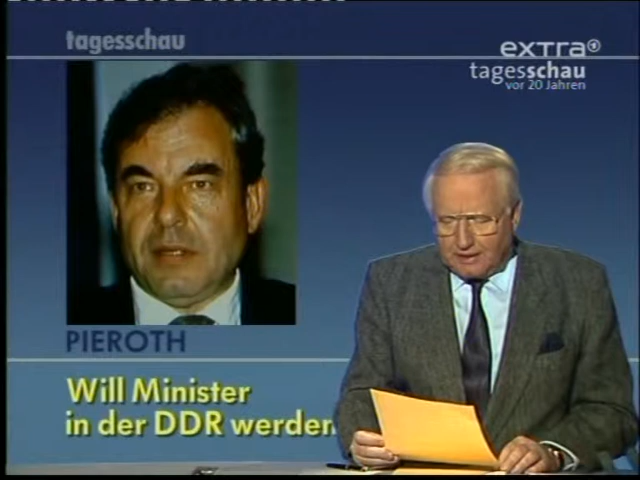 tagesschau
extra
tagesschau
vor 20 Jahren
PIEROTH
Will Minister
in der DDR werden